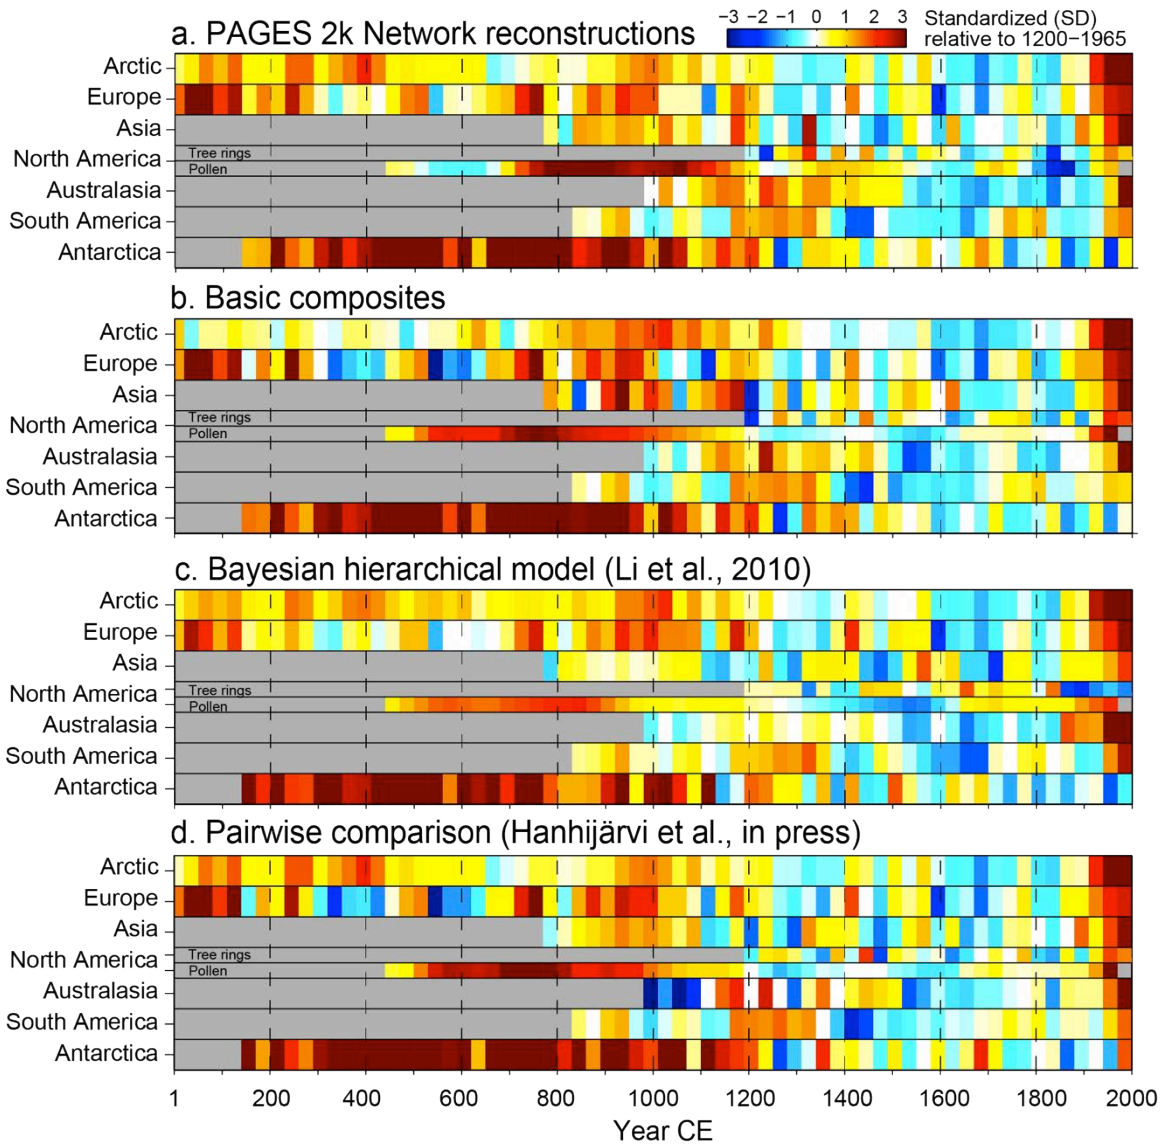 a. PAGES 2k Network reconstructions
−3 −2 −1 0 1 2 3
Standardized (SD)
relative to 1200−1965
Arctic
Europe
Asia
North America
Tree rings
Pollen
Australasia
South America
Antarctica
b. Basic composites
Arctic
Europe
Asia
North America
Tree rings
Pollen
Australasia
South America
Antarctica
c. Bayesian hierarchical model (Li et al., 2010)
Arctic
Europe
Asia
North America
Tree rings
Pollen
Australasia
South America
Antarctica
d. Pairwise comparison (Hanhijärvi et al., in press)
Arctic
Europe
Asia
North America
Tree rings
Pollen
Australasia
South America
Antarctica
1 200 400 600 800 1000 1200 1400 1600 1800 2000
Year CE